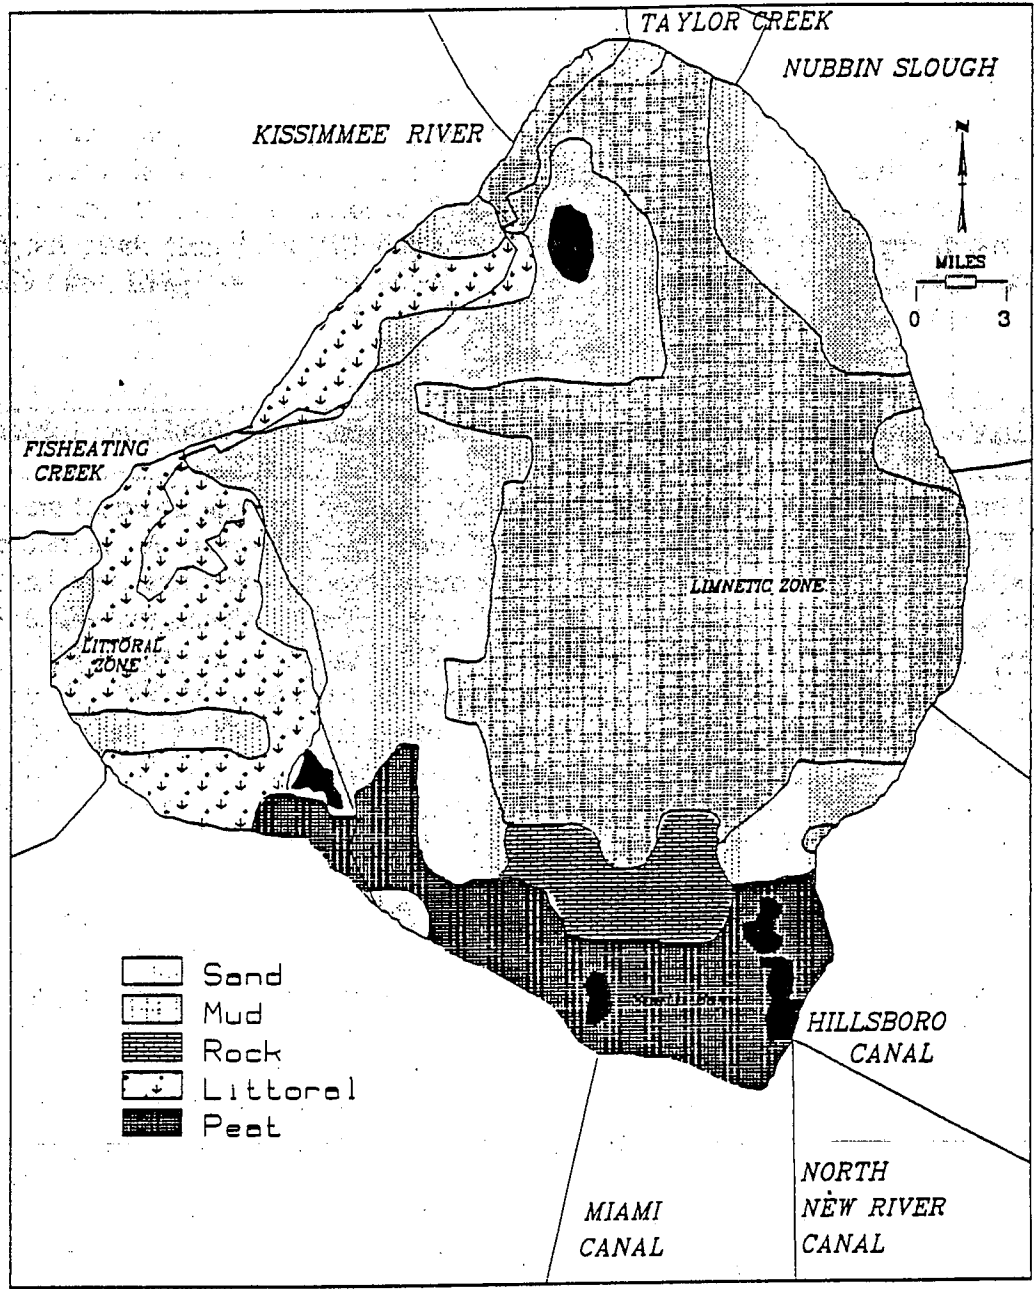 TAYLOR CREEK
NUBBIN SLOUGH
KISSIMMEE RIVER
N
MILES
0 3
FISHEATING
CREEK
LIMNETIC ZONE
LITTORAL
ZONE
Sand
Mud
Rock
Littoral
Peat
HILLSBORO
CANAL
NORTH
NEW RIVER
CANAL
MIAMI
CANAL